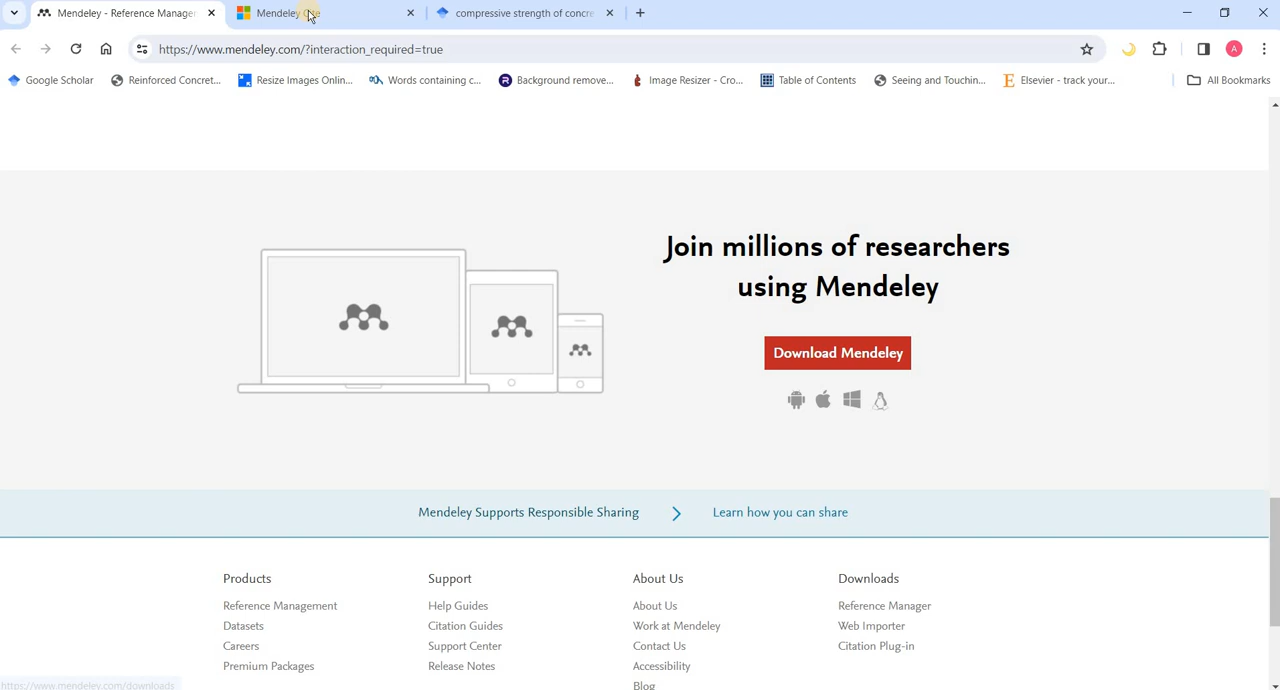 Mendeley - Reference Manage
Mendeley
compressive strength of concre
https://www.mendeley.com/?interaction_required=true
A
Google Scholar
Reinforced Concret...
Resize Images Onlin...
Words containing c...
Background remove...
Image Resizer - Cro...
Table of Contents
Seeing and Touchin...
Elsevier - track your...
All Bookmarks
Join millions of researchers
using Mendeley
Download Mendeley
Mendeley Supports Responsible Sharing
Learn how you can share
Products
Support
About Us
Downloads
Reference Management
Help Guides
About Us
Reference Manager
Datasets
Citation Guides
Work at Mendeley
Web Importer
Careers
Support Center
Contact Us
Citation Plug-in
Premium Packages
Release Notes
Accessibility
Blog
https://www.mendeley.com/downloads